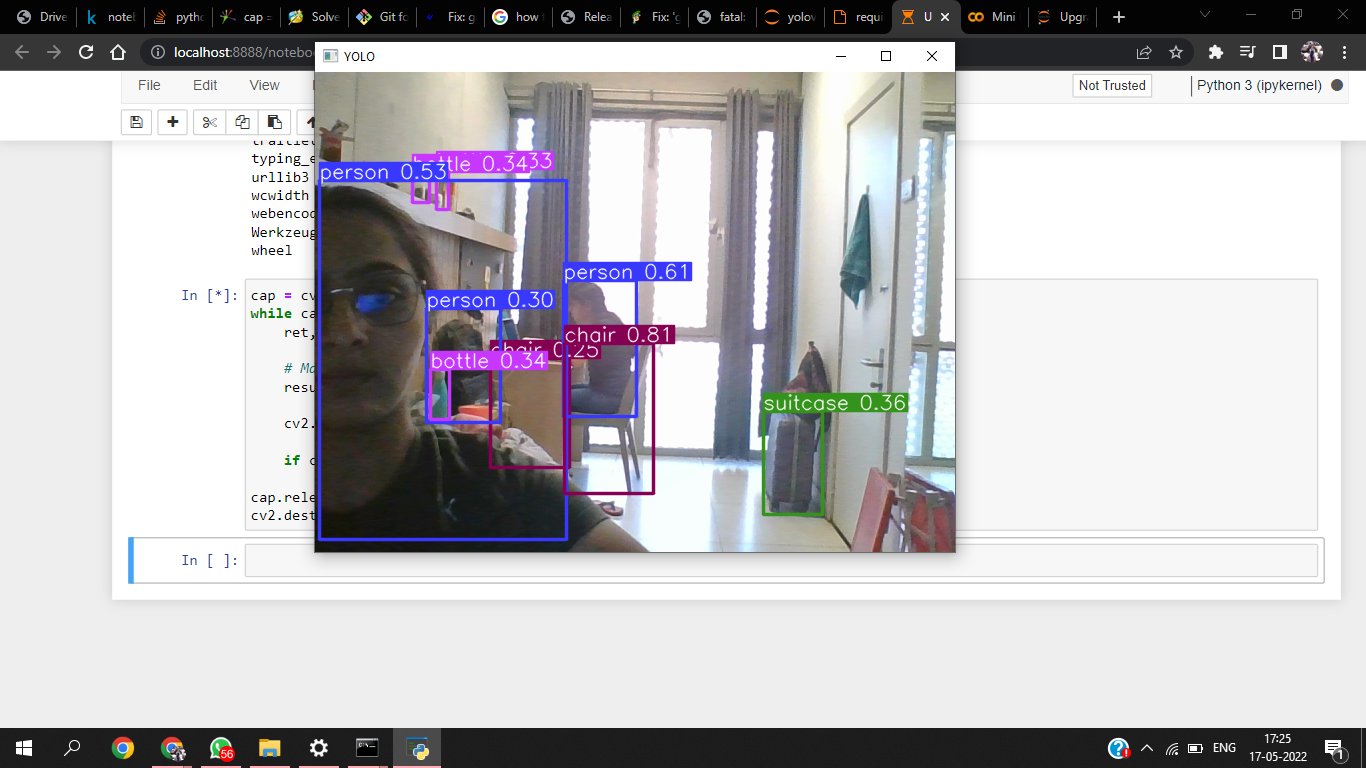 Drive
noteb
pytho
cap =
Solve
Git fo
Fix: g
how t
Relea
Fix: 'g
fatal:
yolov
requi
U
Mini
Upgra
localhost:8888/notebo
YOLO
File
Edit
View
Not Trusted
Python 3 (ipykernel)
typing_e
urllib3
wcwidth
webencod
Werkzeug
wheel
bottle 0.34
person 0.53
person 0.61
person 0.30
chair 0.81
chair 0.25
bottle 0.34
suitcase 0.36
In [*]:
cap = cv
while ca
ret,
# Ma
resu
cv2.
if c
cap.rele
cv2.dest
In [ ]:
56
ENG
17:25
17-05-2022
1